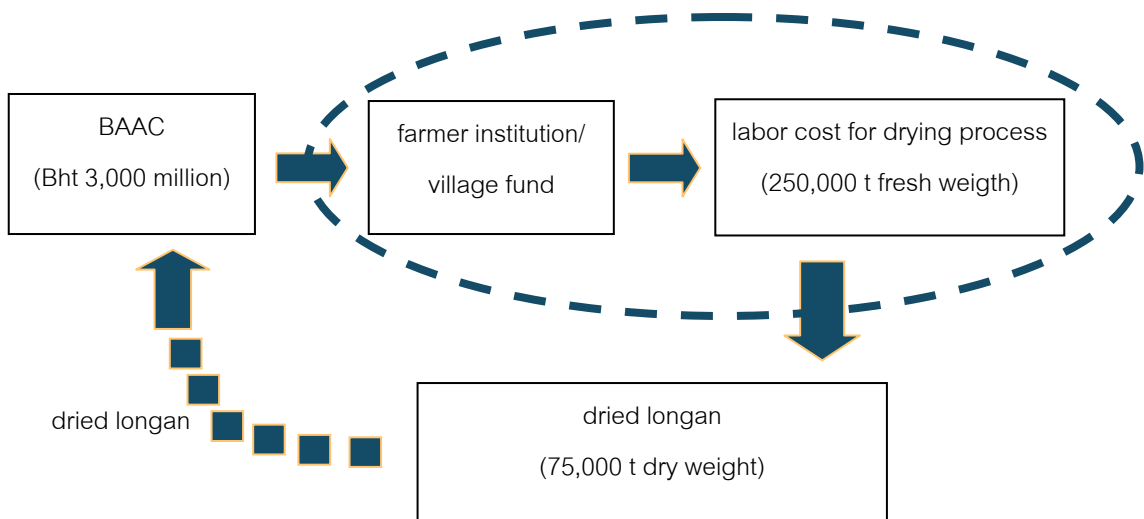 BAAC
(Bht 3,000 million)
farmer institution/
village fund
labor cost for drying process
(250,000 t fresh weigth)
dried longan
dried longan
(75,000 t dry weight)